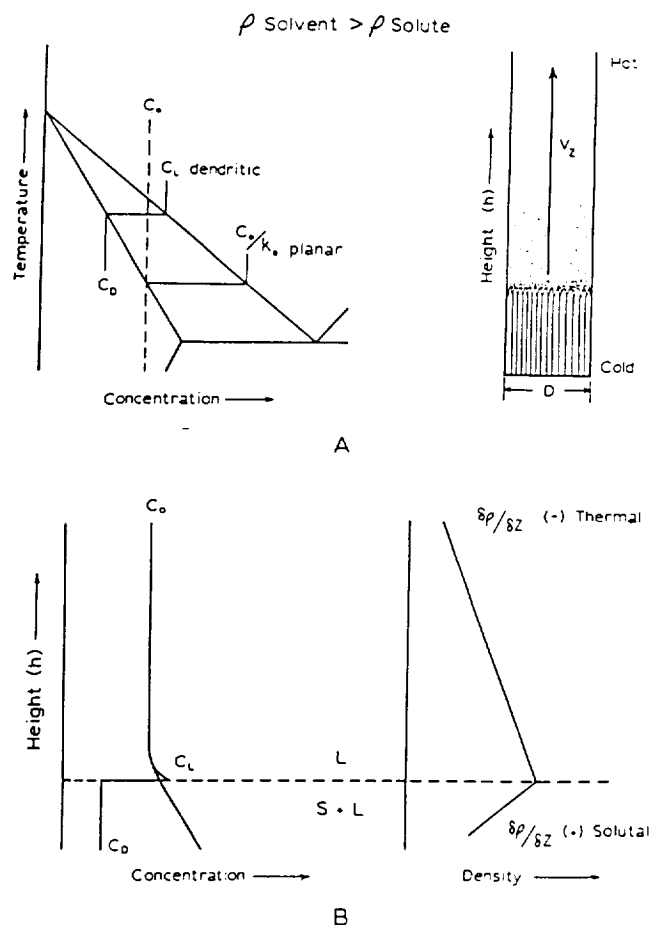 ρ Solvent > ρ Solute
Temperature
C₀
C_L dendritic
C₀/k₀ planar
C_D
Concentration
Height (h)
Hot
V_z
Cold
D
A
Height (h)
C₀
C_L
C_D
L
S + L
δρ/δz (-) Thermal
δρ/δz (+) Solutal
Concentration
Density
B